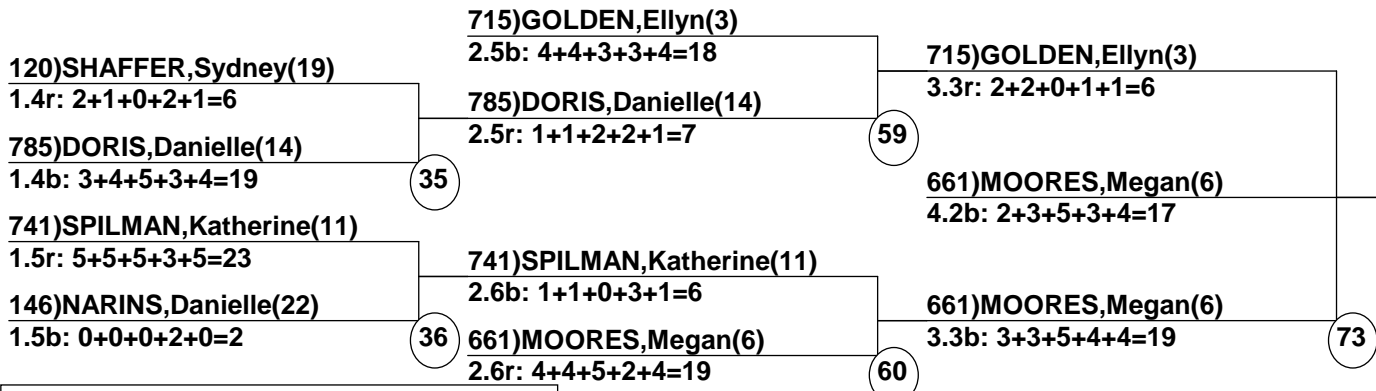 120)SHAFFER,Sydney(19)
1.4r: 2+1+0+2+1=6
785)DORIS,Danielle(14)
1.4b: 3+4+5+3+4=19
35
741)SPILMAN,Katherine(11)
1.5r: 5+5+5+3+5=23
146)NARINS,Danielle(22)
1.5b: 0+0+0+2+0=2
36
715)GOLDEN,Ellyn(3)
2.5b: 4+4+3+3+4=18
785)DORIS,Danielle(14)
2.5r: 1+1+2+2+1=7
59
741)SPILMAN,Katherine(11)
2.6b: 1+1+0+3+1=6
661)MOORES,Megan(6)
2.6r: 4+4+5+2+4=19
60
715)GOLDEN,Ellyn(3)
3.3r: 2+2+0+1+1=6
661)MOORES,Megan(6)
4.2b: 2+3+5+3+4=17
661)MOORES,Megan(6)
3.3b: 3+3+5+4+4=19
73